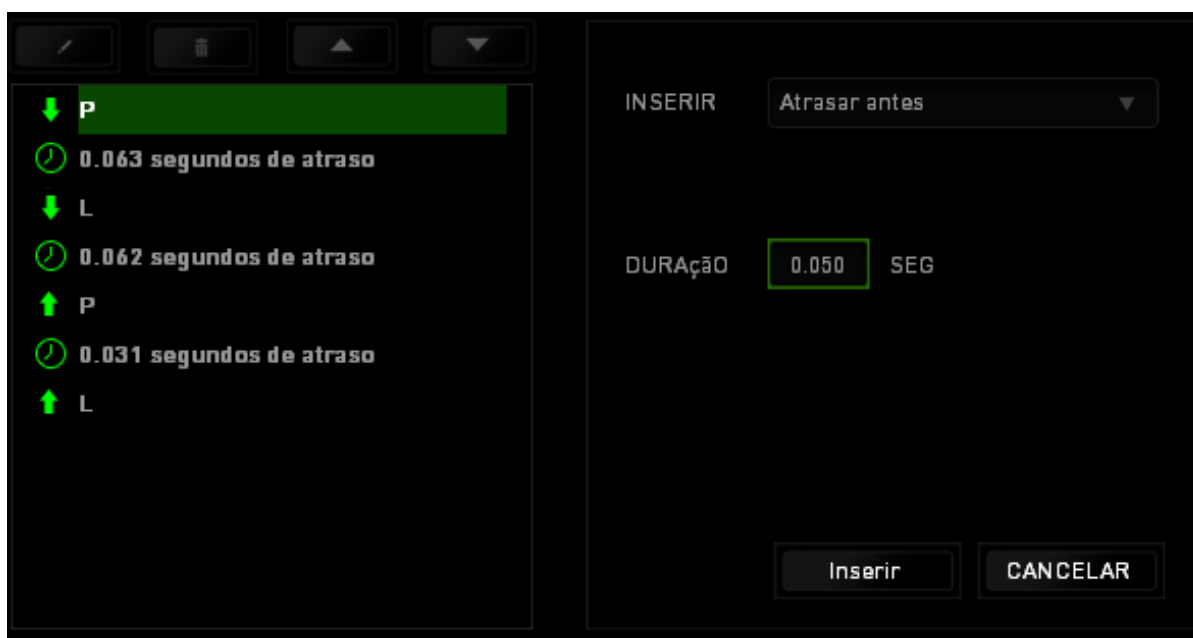 P
0.063 segundos de atraso
L
0.062 segundos de atraso
P
0.031 segundos de atraso
L
INSERIR Atrasar antes
DURAçãO 0.050 SEG
Inserir CANCELAR